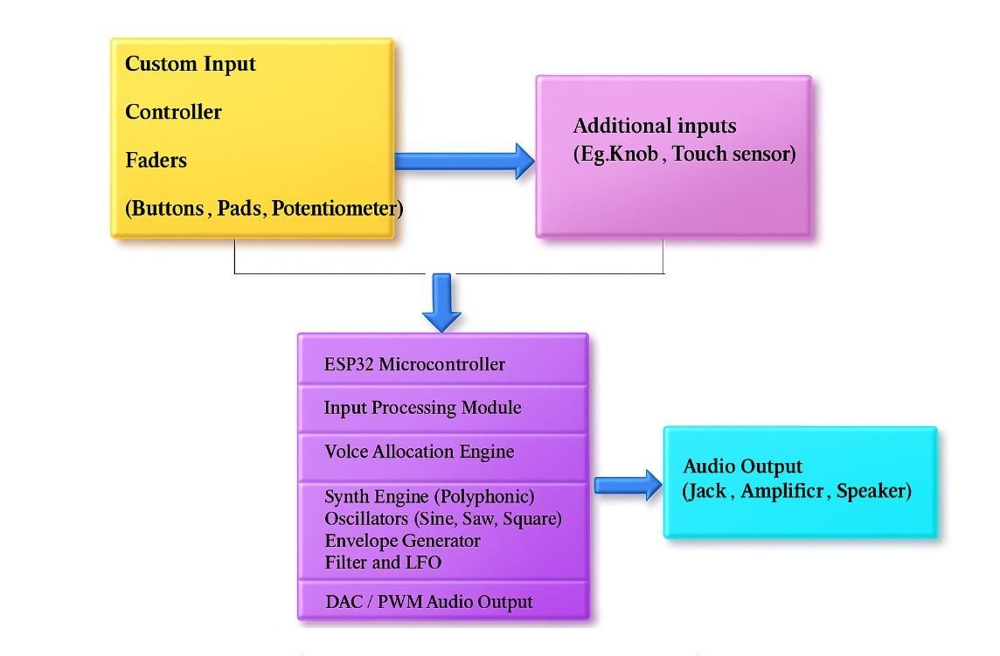 Custom Input
Controller
Faders
(Buttons, Pads, Potentiometer)
Additional inputs
(Eg.Knob, Touch sensor)
ESP32 Microcontroller
Input Processing Module
Volce Allocation Engine
Synth Engine (Polyphonic)
Oscillators (Sine, Saw, Square)
Envelope Generator
Filter and LFO
DAC / PWM Audio Output
Audio Output
(Jack, Amplificr, Speaker)